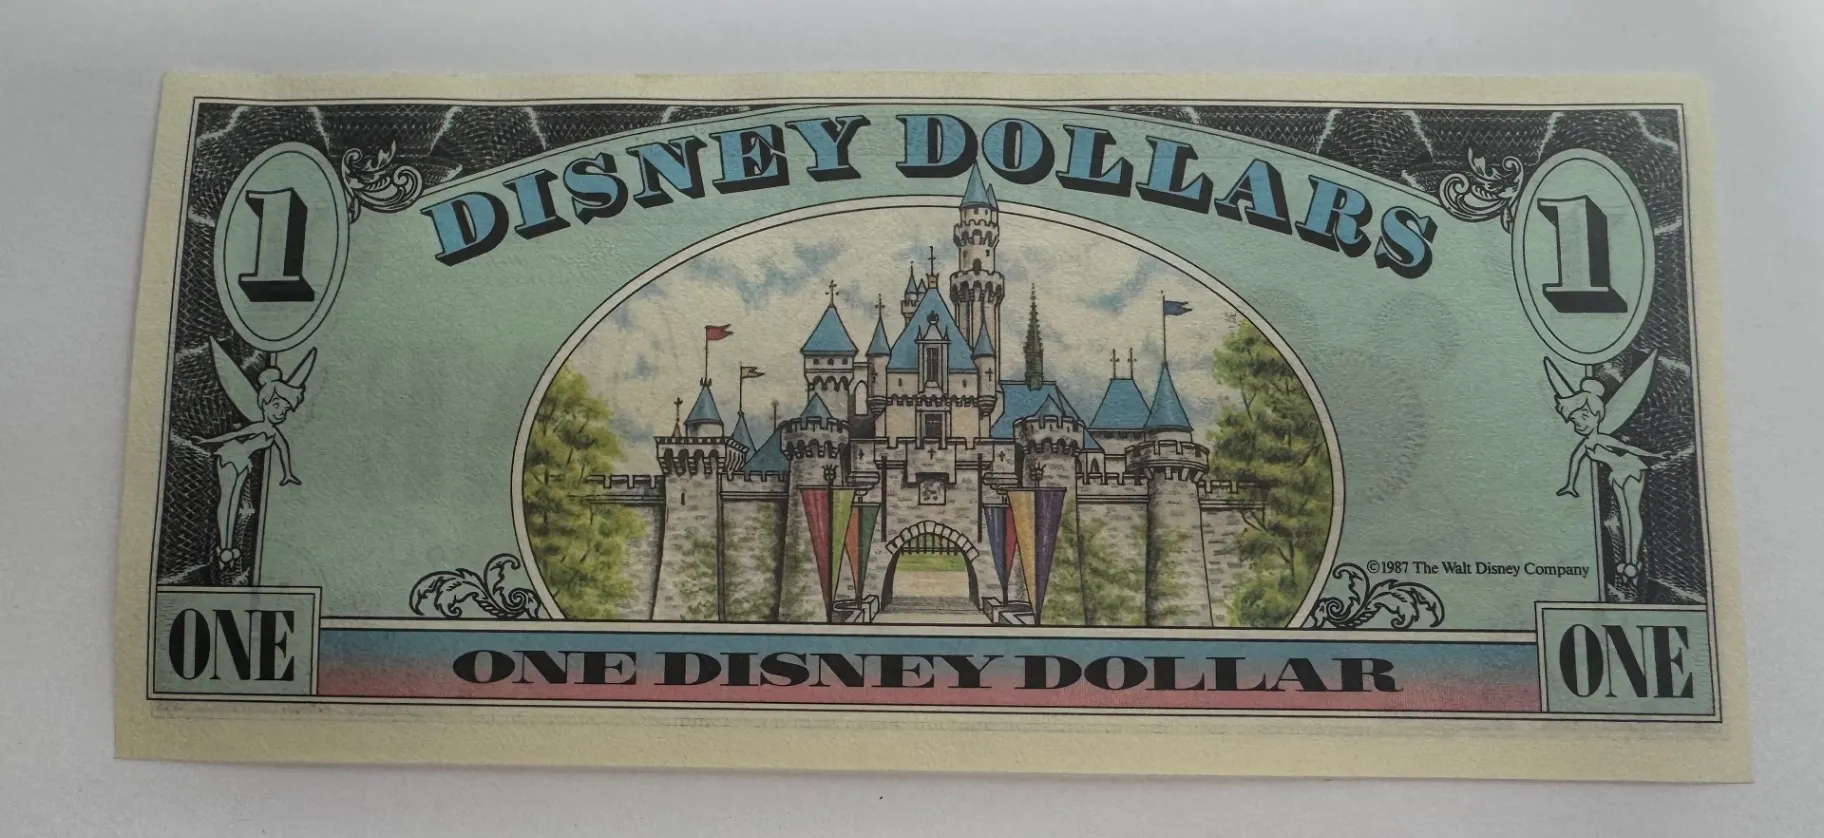 DISNEY DOLLARS
1 1
©1987 The Walt Disney Company
ONE ONE DISNEY DOLLAR ONE